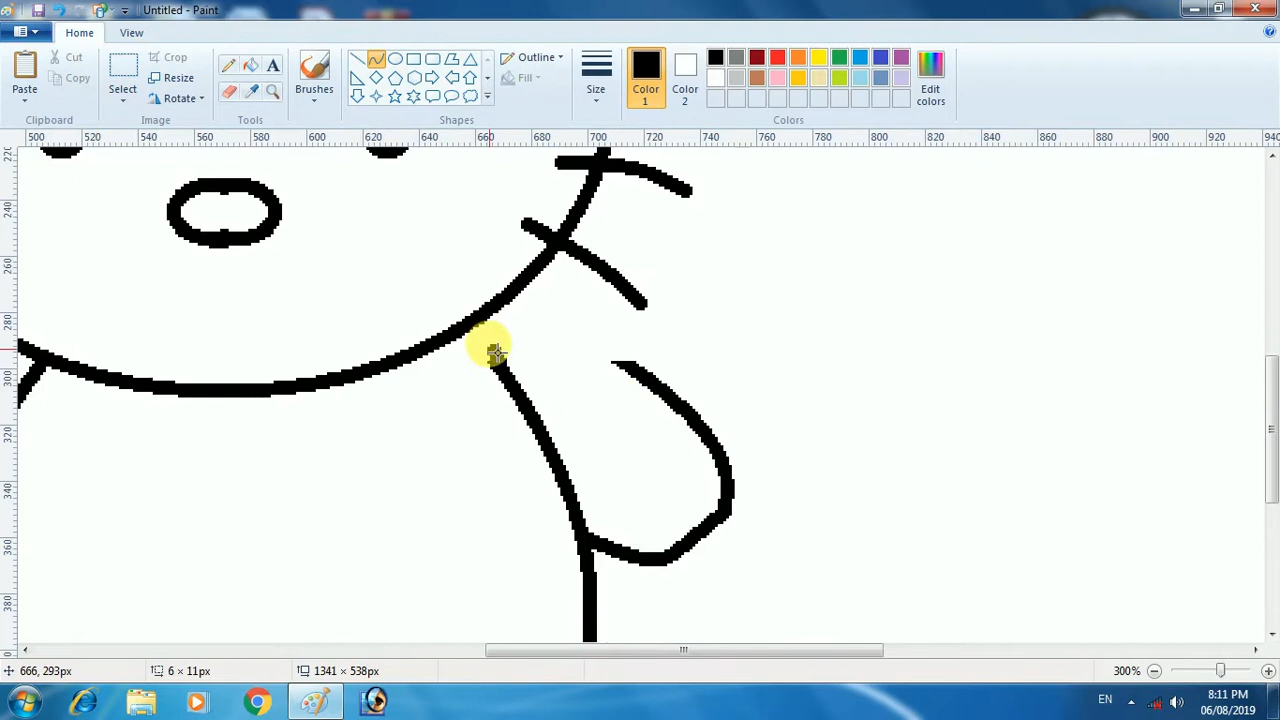 Untitled - Paint
Home View
Paste Cut Copy Select Crop Resize Rotate A Brushes Outline Fill Size Color 1 Color 2 Edit colors
Clipboard Image Tools Shapes Colors
500 520 540 560 580 600 620 640 660 680 700 720 740 760 780 800 820 840 860 880 900 920
240
260
280
300
320
340
360
380
666, 293px 6 × 11px 1341 × 538px 300%
EN 8:11 PM
06/08/2019